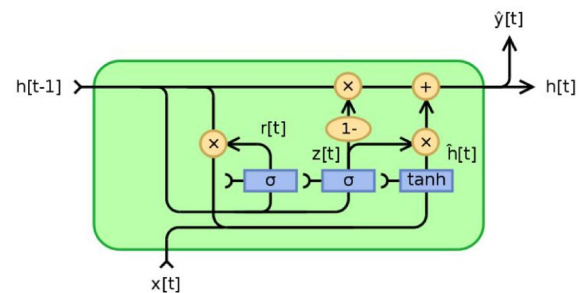 ŷ[t]
h[t-1]
×
+
h[t]
r[t]
1-
×
z[t]
×
ĥ[t]
σ
σ
tanh
x[t]